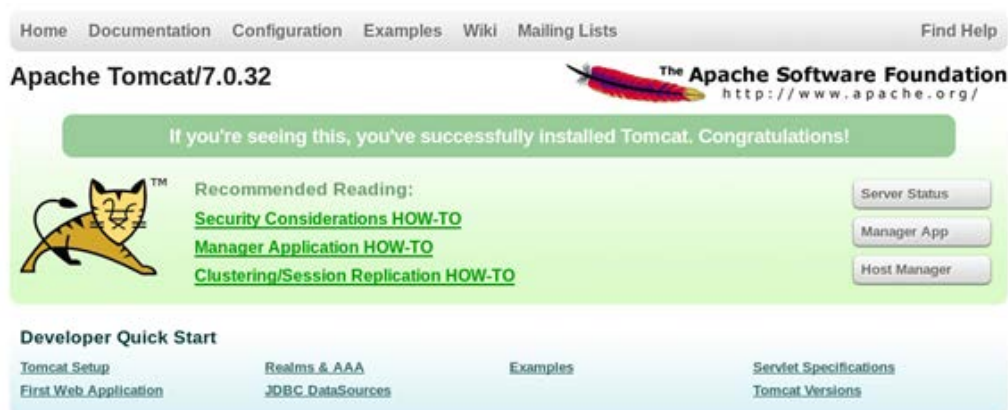 Home Documentation Configuration Examples Wiki Mailing Lists Find Help
Apache Tomcat/7.0.32
The Apache Software Foundation
http://www.apache.org/
If you're seeing this, you've successfully installed Tomcat. Congratulations!
TM
Recommended Reading:
Security Considerations HOW-TO
Manager Application HOW-TO
Clustering/Session Replication HOW-TO
Server Status
Manager App
Host Manager
Developer Quick Start
Tomcat Setup Realms & AAA Examples Servlet Specifications
First Web Application JDBC DataSources Tomcat Versions